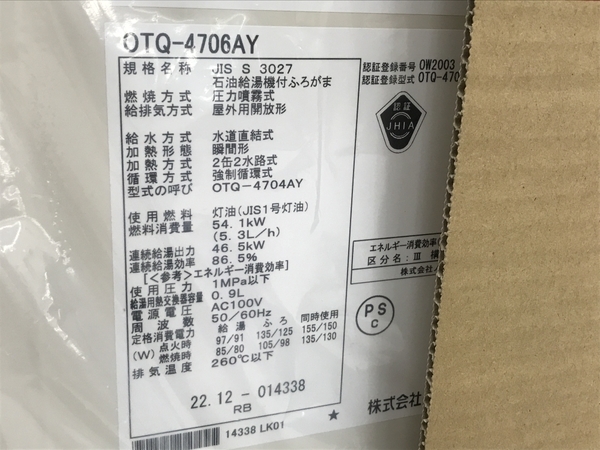 OTQ-4706AY
規格名称 JIS S 3027
石油給湯機付ふろがま
燃焼方式 圧力噴霧式
給排気方式 屋外用開放形
給水方式 水道直結式
加熱形態 瞬間形
加熱方式 2缶2水路式
循環方式 強制循環式
型式の呼び OTQ-4704AY
使用燃料 灯油(JIS1号灯油)
燃料消費量 54.1kW
(5.3L/h)
連続給湯出力 46.5kW
連続給湯効率 86.5%
[<参考>エネルギー消費効率]
使用圧力 1MPa以下
給湯用熱交換器容量 0.9L
電源電圧 AC100V
周波数 50/60Hz
定格消費電力 給湯 ふろ 同時使用
(W) 点火時 97/91 135/125 155/150
燃焼時 85/80 105/98 135/130
排気温度 260℃以下
22.12-014338
RB
14338 LK01
★
認証登録番号 0W2003
認証登録型式 OTQ-470
認証
JHIA
エネルギー消費効率
区分名:Ⅲ
株式会社
PS
C
株式会社